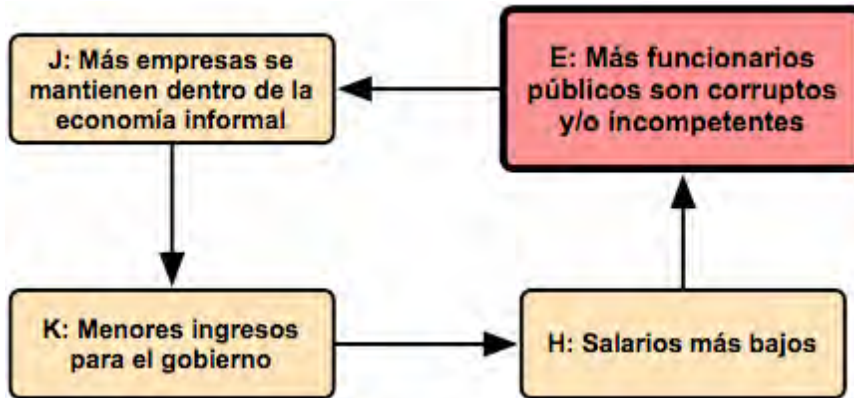 J: Más empresas se
mantienen dentro de la
economía informal
E: Más funcionarios
públicos son corruptos
y/o incompetentes
K: Menores ingresos
para el gobierno
H: Salarios más bajos